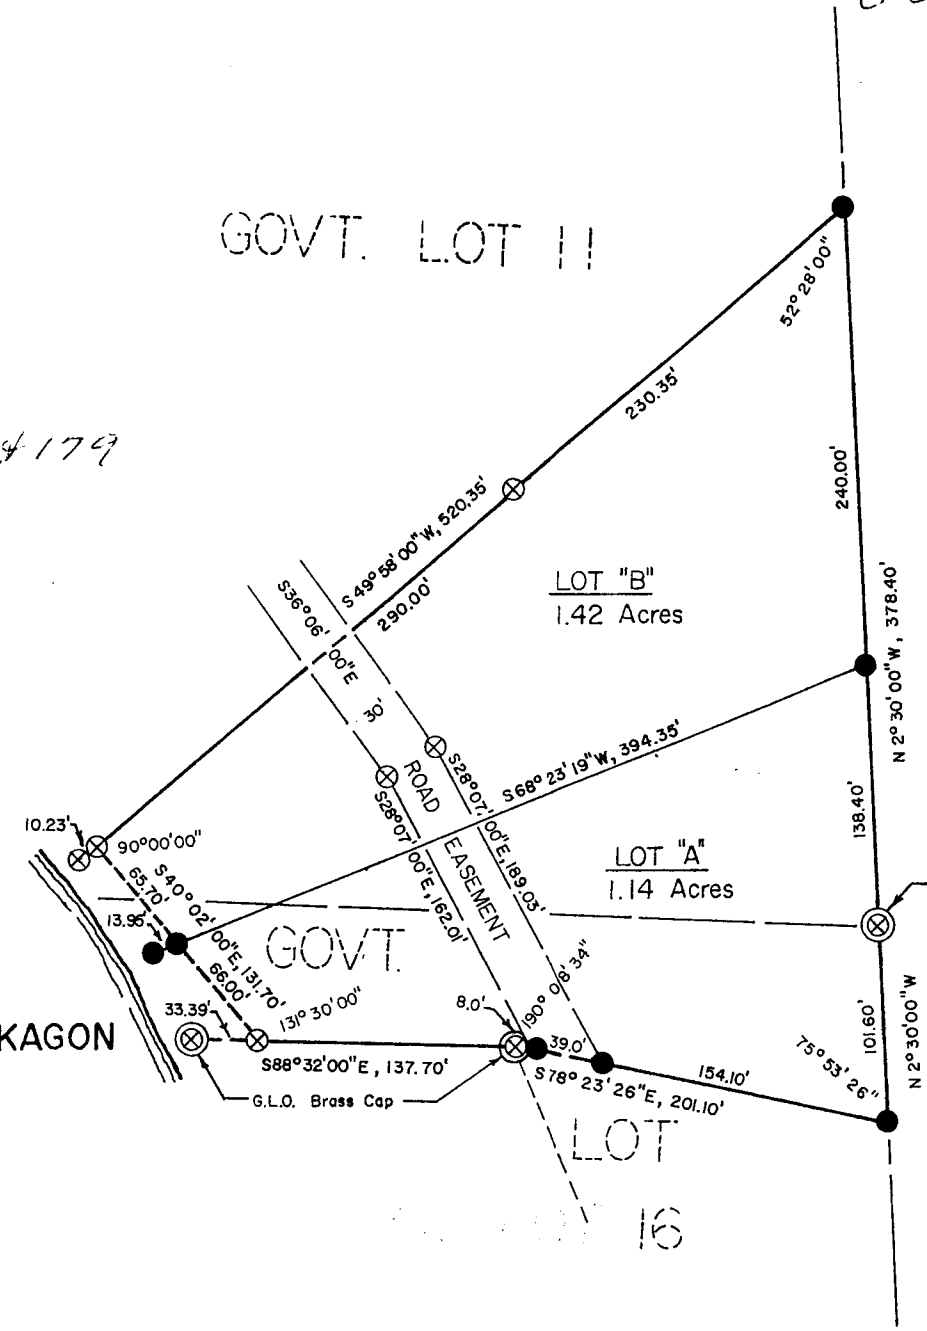 GOVT. LOT 11
52° 28' 00"
230.35'
#179
240.00'
S 49° 58' 00" W, 520.35'
290.00'
LOT "B"
1.42 Acres
N 2° 30' 00" W, 378.40'
S36°06' 00"E
30'
ROAD EASEMENT
S28°07' 00"E, 189.03'
S28°07' 00"E, 162.01'
S68° 23' 19" W, 394.35'
138.40'
LOT "A"
1.14 Acres
10.23'
90°00'00"
65.70'
S 40° 02' 00"E, 131.70'
13.95'
66.00'
GOVT.
33.39'
131° 30' 00"
KAGON
8.0'
190° 08' 34"
S88°32'00"E, 137.70'
39.0'
S 78° 23' 26"E, 201.10'
154.10'
75° 53' 26"
101.60'
N 2°30'00"W
G.L.O. Brass Cap
LOT
16